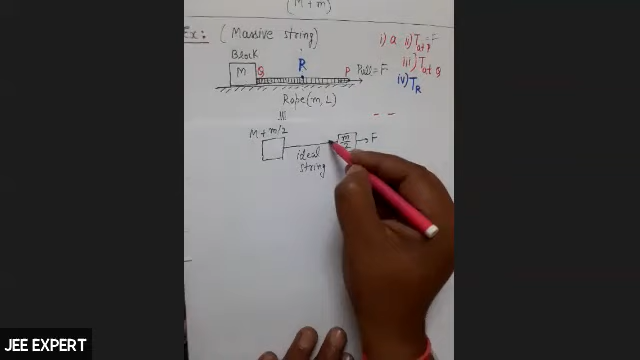 (M + m)
Ex: (Massive string)
i) a ii) T at P = F
iii) T at Q
iv) T R
Block
M
Q
R
P
Pull = F
Rope (m, L)
M + m/2
m/2
F
ideal
string
JEE EXPERT